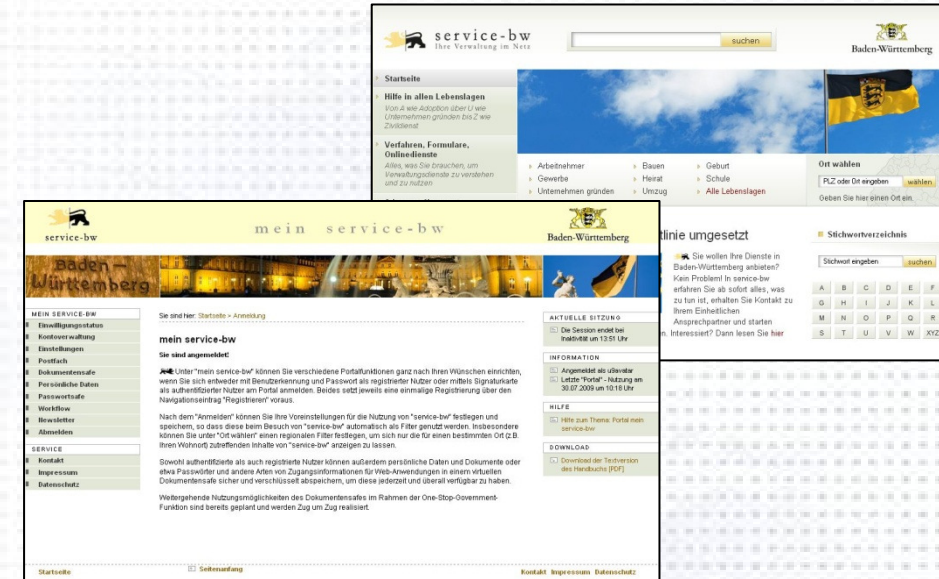 service-bw
Ihre Verwaltung im Netz
suchen
Baden-Württemberg
Startseite
Hilfe in allen Lebenslagen
Von A wie Adoption über U wie
Unternehmen gründen bis Z wie
Zivildienst
Verfahren, Formulare,
Onlinedienste
Alles, was Sie brauchen, um
Verwaltungsdienste zu verstehen
und zu nutzen
Arbeitnehmer
Bauen
Geburt
Gewerbe
Heirat
Schule
Unternehmen gründen
Umzug
Alle Lebenslagen
Ort wählen
PLZ oder Ort eingeben
wählen
Geben Sie hier einen Ort ein.
tlinie umgesetzt
Sie wollen Ihre Dienste in
Baden-Württemberg anbieten?
Kein Problem! In service-bw
erfahren Sie ab sofort alles, was
zu tun ist, erhalten Sie Kontakt zu
Ihrem Einheitlichen
Ansprechpartner und starten
n. Interessiert? Dann lesen Sie hier
Stichwortverzeichnis
Stichwort eingeben
suchen
A B C D E F
G H I J K L
M N O P Q R
S T U V W XYZ
service-bw
mein service-bw
Baden-Württemberg
Baden-
Württemberg
MEIN SERVICE-BW
Einwilligungsstatus
Kontoverwaltung
Einstellungen
Postfach
Dokumentensafe
Persönliche Daten
Passwortsafe
Workflow
Newsletter
Abmelden
SERVICE
Kontakt
Impressum
Datenschutz
Sie sind hier: Startseite > Anmeldung
mein service-bw
Sie sind angemeldet!
Unter "mein service-bw" können Sie verschiedene Portalfunktionen ganz nach Ihren Wünschen einrichten,
wenn Sie sich entweder mit Benutzerkennung und Passwort als registrierter Nutzer oder mittels Signaturkarte
als authentifizierter Nutzer am Portal anmelden. Beides setzt jeweils eine einmalige Registrierung über den
Navigationseintrag "Registrieren" voraus.
Nach dem "Anmelden" können Sie Ihre Voreinstellungen für die Nutzung von "service-bw" festlegen und
speichern, so dass diese beim Besuch von "service-bw" automatisch als Filter genutzt werden. Insbesondere
können Sie unter "Ort wählen" einen regionalen Filter festlegen, um sich nur die für einen bestimmten Ort (z.B.
Ihren Wohnort) zutreffenden Inhalte von "service-bw" anzeigen zu lassen.
Sowohl authentifizierte als auch registrierte Nutzer können außerdem persönliche Daten und Dokumente oder
etwa Passwörter und andere Arten von Zugangsinformationen für Web-Anwendungen in einem virtuellen
Dokumentensafe sicher und verschlüsselt abspeichern, um diese jederzeit und überall verfügbar zu haben.
Weitergehende Nutzungsmöglichkeiten des Dokumentensafes im Rahmen der One-Stop-Government-
Funktion sind bereits geplant und werden Zug um Zug realisiert.
AKTUELLE SITZUNG
Die Session endet bei
Inaktivität um 13:51 Uhr
INFORMATION
Angemeldet als u9avatar
Letzte "Portal" - Nutzung am
30.07.2009 um 10:18 Uhr
HILFE
Hilfe zum Thema: Portal mein
service-bw
DOWNLOAD
Download der Textversion
des Handbuchs [PDF]
Startseite
Seitenanfang
Kontakt Impressum Datenschutz